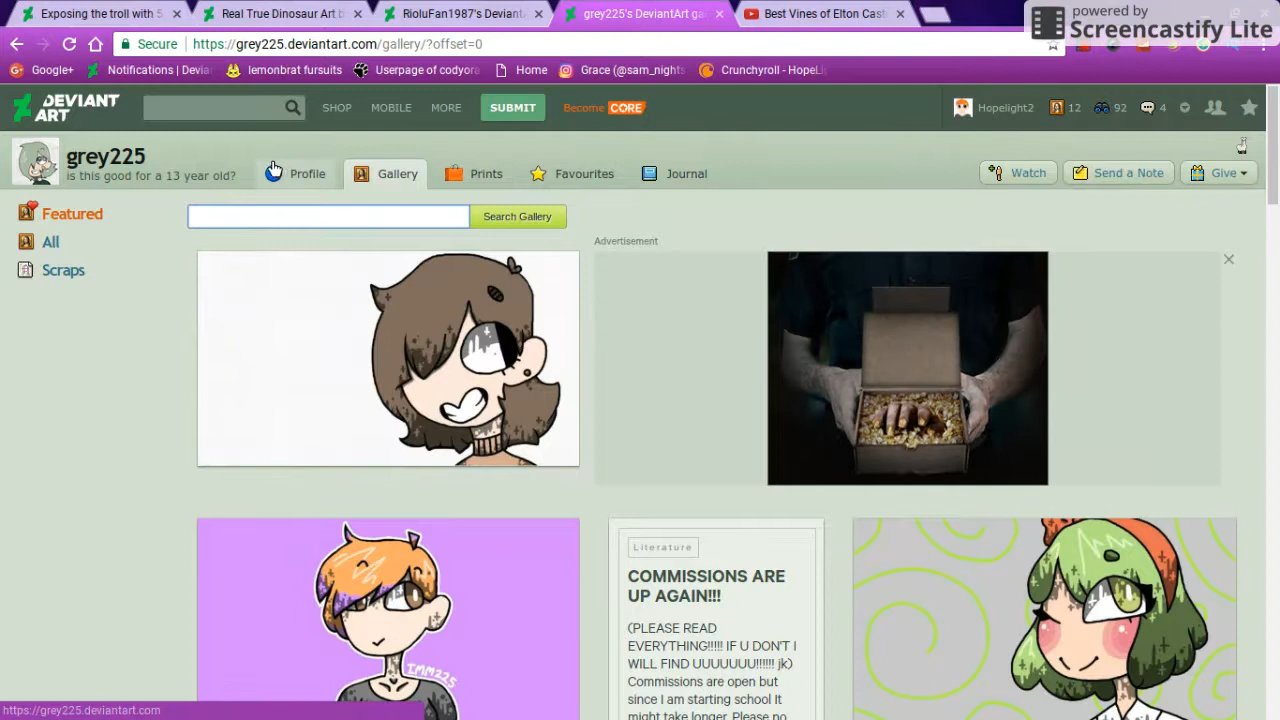 Exposing the troll with 5
Real True Dinosaur Art b
RioluFan1987's Deviant
grey225's DeviantArt ga
Best Vines of Elton Cast
powered by
Screencastify Lite
Secure
https://grey225.deviantart.com/gallery/?offset=0
Google+
Notifications | Devia
lemonbrat fursuits
Userpage of codyora
Home
Grace (@sam_nights
Crunchyroll - HopeLi
DEVIANT
ART
SHOP
MOBILE
MORE
SUBMIT
Become CORE
Hopelight2
12
92
4
grey225
is this good for a 13 year old?
Profile
Gallery
Prints
Favourites
Journal
Watch
Send a Note
Give
Featured
All
Scraps
Search Gallery
Advertisement
IMM225
Literature
COMMISSIONS ARE
UP AGAIN!!!
(PLEASE READ
EVERYTHING!!!!! IF U DON'T I
WILL FIND UUUUUUU!!!!!! jk)
Commissions are open but
since I am starting school It
might take longer. Please no
https://grey225.deviantart.com